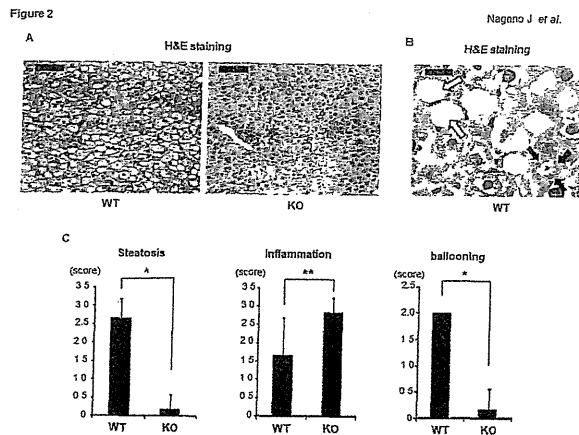 Figure 2
Nagano J et al.
A
H&E staining
WT
KO
B
H&E staining
WT
C
Steatosis
(score)
*
3.5
3.0
2.5
2.0
1.5
1.0
0.5
0
WT
KO
Inflammation
(score)
**
3.5
3.0
2.5
2.0
1.5
1.0
0.5
0
WT
KO
ballooning
(score)
*
2.5
2.0
1.5
1.0
0.5
0
WT
KO